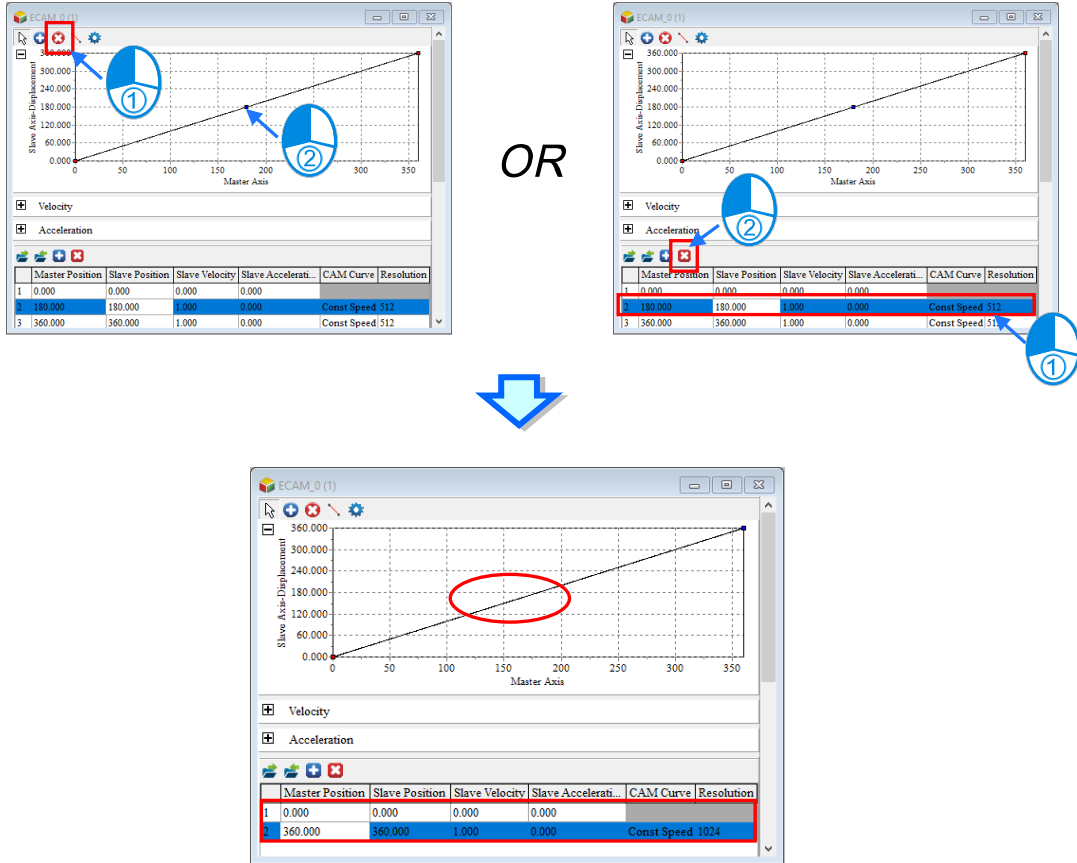 ECAM_0 (1)
360.000
300.000
240.000
180.000
120.000
60.000
0.000
Slave Axis-Displacement
0 50 100 150 200 250 300 350
Master Axis
①
②
Velocity
Acceleration
Master Position Slave Position Slave Velocity Slave Accelerati... CAM Curve Resolution
1 0.000 0.000 0.000 0.000
2 180.000 180.000 1.000 0.000 Const Speed 512
3 360.000 360.000 1.000 0.000 Const Speed 512
OR
ECAM_0 (1)
360.000
300.000
240.000
180.000
120.000
60.000
0.000
Slave Axis-Displacement
0 50 100 150 200 250 300 350
Master Axis
Velocity
②
Acceleration
Master Position Slave Position Slave Velocity Slave Accelerati... CAM Curve Resolution
1 0.000 0.000 0.000 0.000
2 180.000 180.000 1.000 0.000 Const Speed 512
3 360.000 360.000 1.000 0.000 Const Speed
①
ECAM_0 (1)
360.000
300.000
240.000
180.000
120.000
60.000
0.000
Slave Axis-Displacement
0 50 100 150 200 250 300 350
Master Axis
Velocity
Acceleration
Master Position Slave Position Slave Velocity Slave Accelerati... CAM Curve Resolution
1 0.000 0.000 0.000 0.000
2 360.000 360.000 1.000 0.000 Const Speed 1024